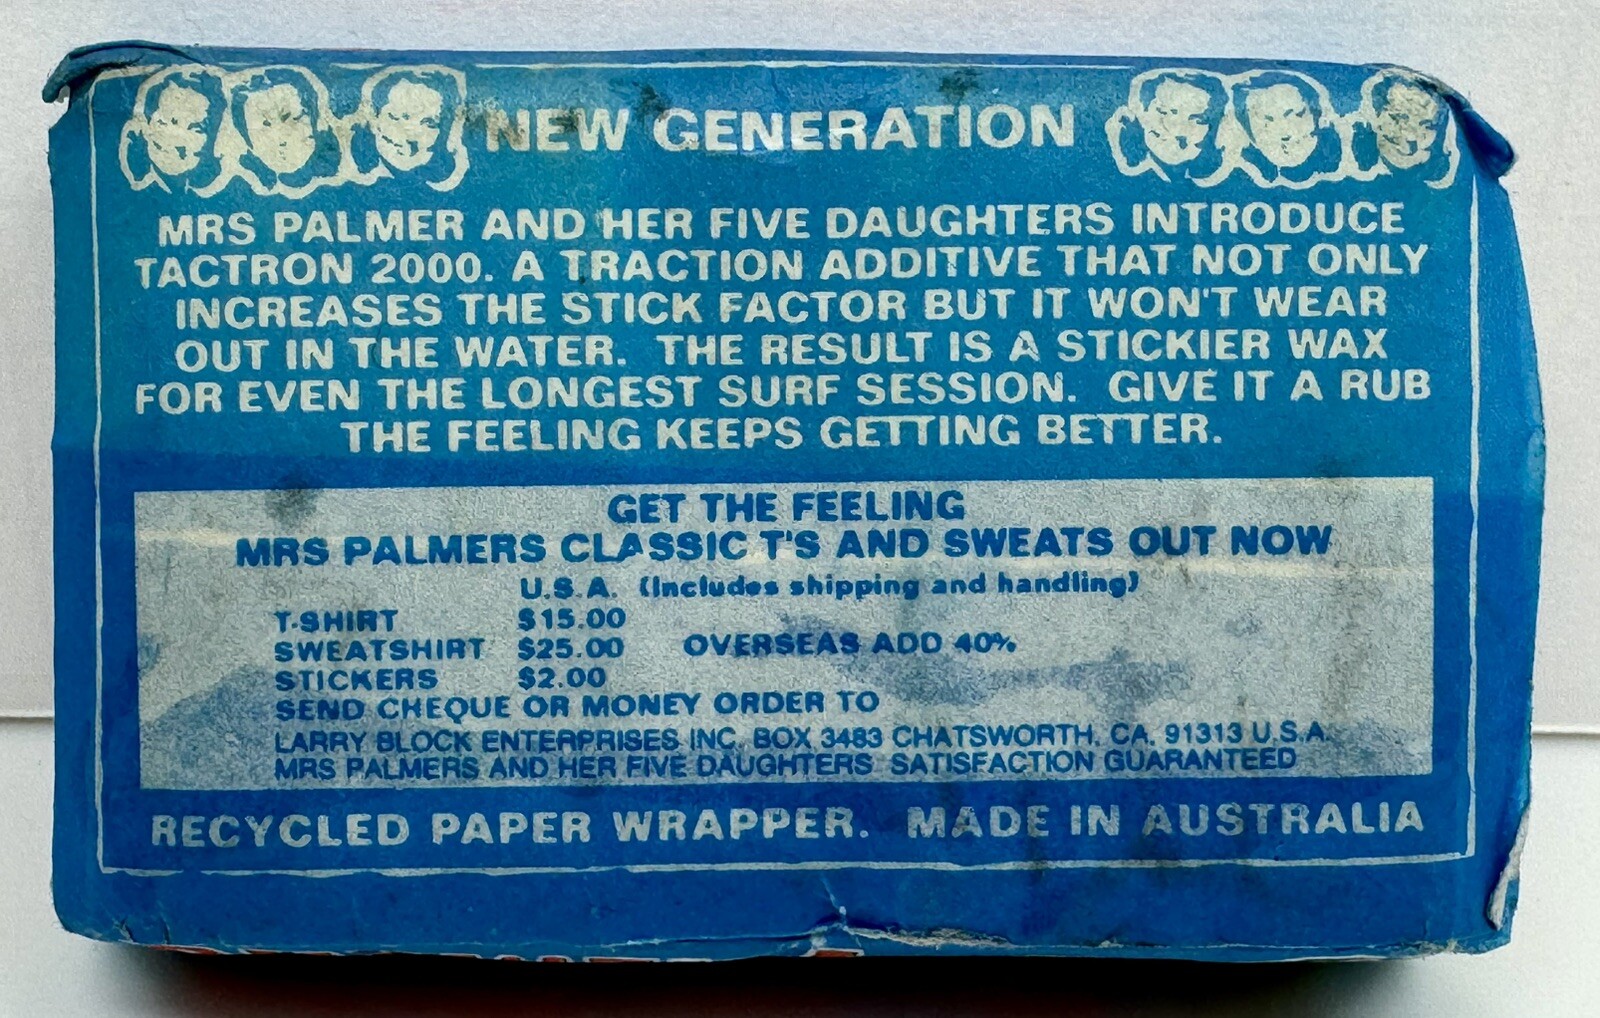 NEW GENERATION
MRS PALMER AND HER FIVE DAUGHTERS INTRODUCE
TACTRON 2000. A TRACTION ADDITIVE THAT NOT ONLY
INCREASES THE STICK FACTOR BUT IT WON'T WEAR
OUT IN THE WATER. THE RESULT IS A STICKIER WAX
FOR EVEN THE LONGEST SURF SESSION. GIVE IT A RUB
THE FEELING KEEPS GETTING BETTER.
GET THE FEELING
MRS PALMERS CLASSIC T'S AND SWEATS OUT NOW
U.S.A. (Includes shipping and handling)
T-SHIRT $15.00
SWEATSHIRT $25.00 OVERSEAS ADD 40%
STICKERS $2.00
SEND CHEQUE OR MONEY ORDER TO
LARRY BLOCK ENTERPRISES INC. BOX 3483 CHATSWORTH, CA. 91313 U.S.A.
MRS PALMERS AND HER FIVE DAUGHTERS SATISFACTION GUARANTEED
RECYCLED PAPER WRAPPER. MADE IN AUSTRALIA